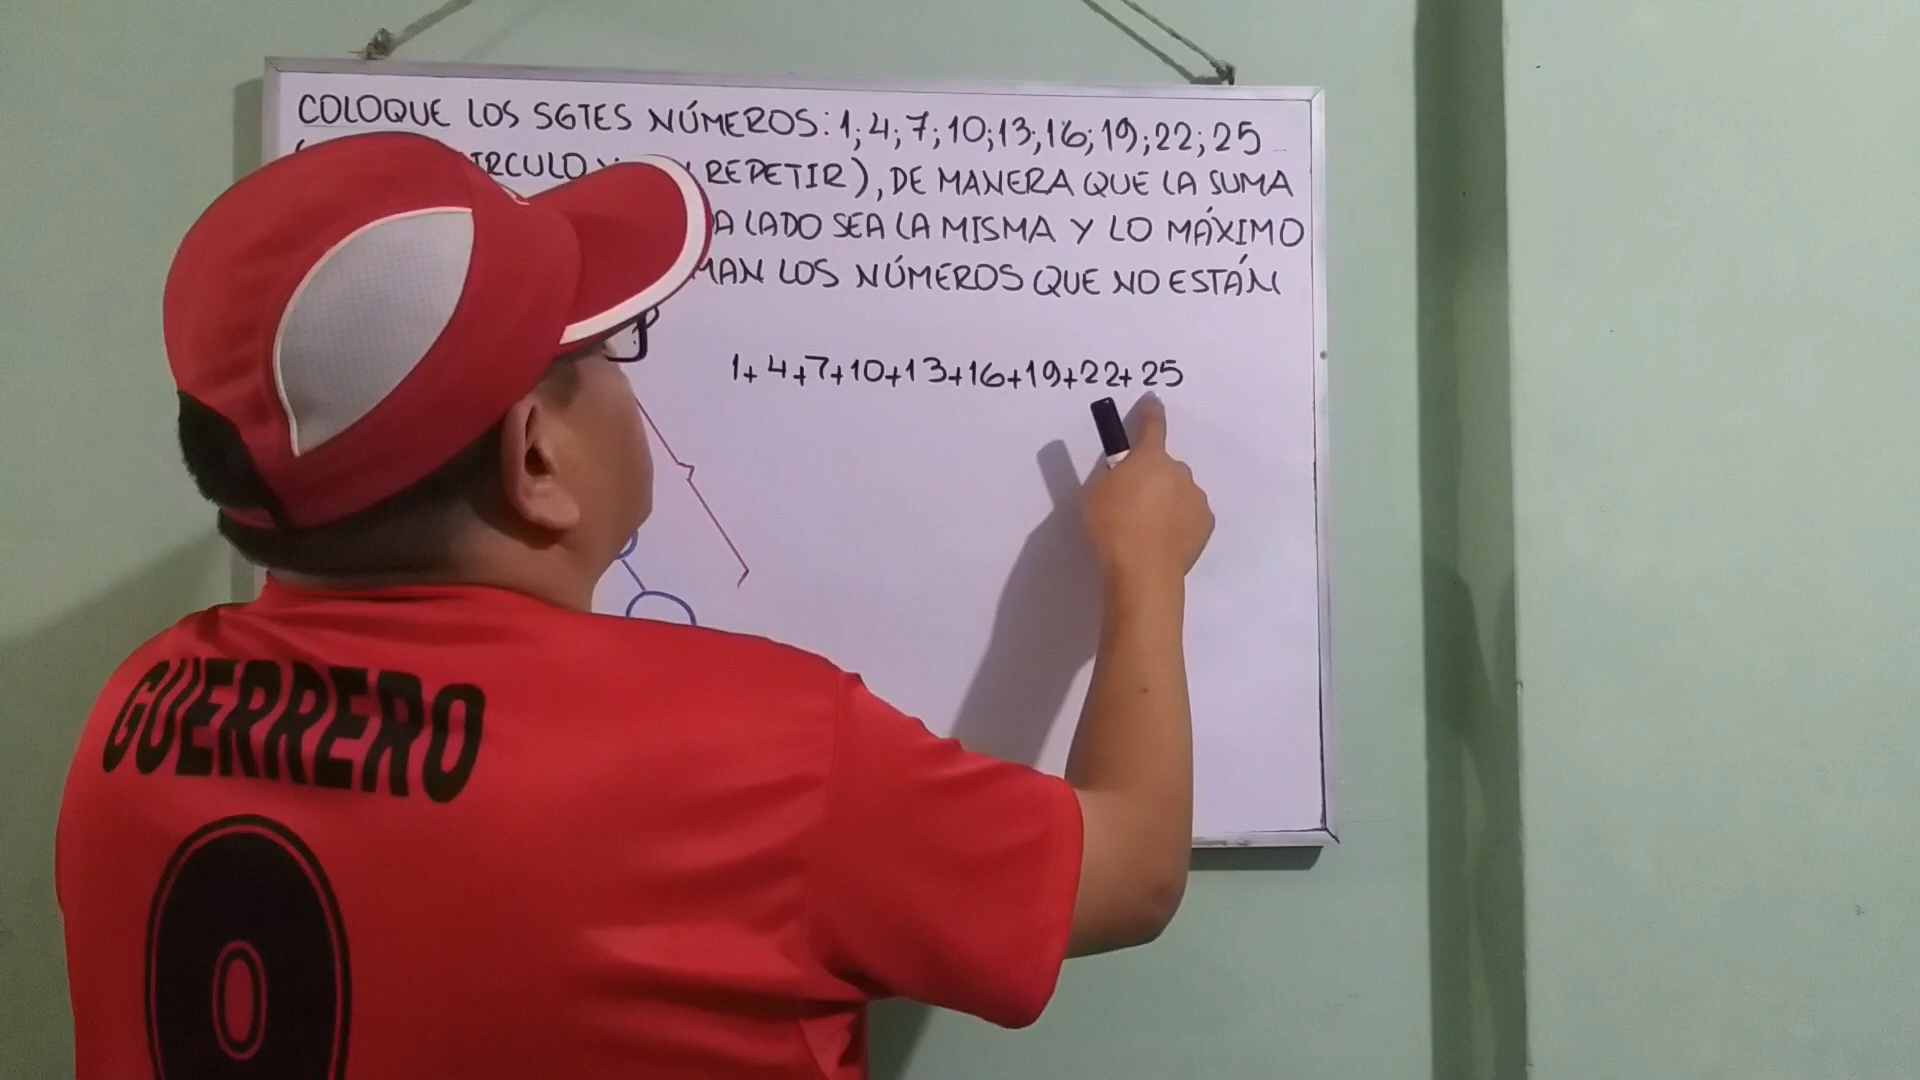 COLOQUE LOS SGTES NÚMEROS: 1; 4; 7; 10; 13; 16; 19; 22; 25
REPETIR), DE MANERA QUE LA SUMA
LADO SEA LA MISMA Y LO MÁXIMO
LOS NÚMEROS QUE NO ESTÁN
1+4+7+10+13+16+19+22+25
GUERRERO